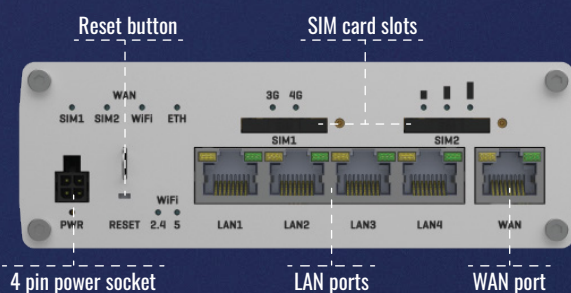 Reset button
SIM card slots
WAN
3G 4G
SIM1 SIM2 WiFi ETH
SIM1
SIM2
WiFi
PWR RESET 2.4 5 LAN1 LAN2 LAN3 LAN4 WAN
4 pin power socket
LAN ports
WAN port